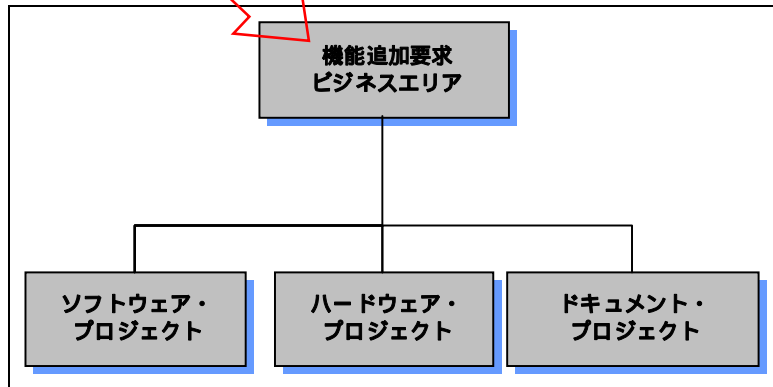 機能追加要求
ビジネスエリア
ソフトウェア・
プロジェクト
ハードウェア・
プロジェクト
ドキュメント・
プロジェクト